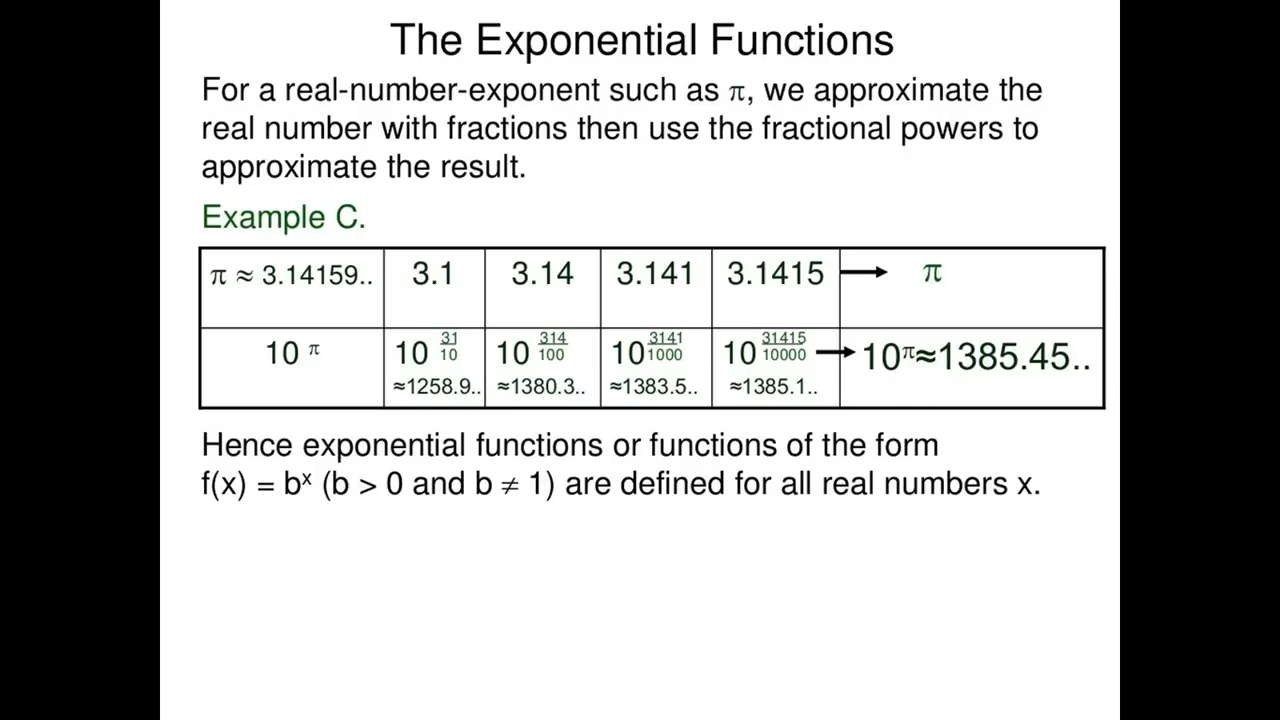 The Exponential Functions
For a real-number-exponent such as π, we approximate the
real number with fractions then use the fractional powers to
approximate the result.
Example C.
π ≈ 3.14159.. 3.1 3.14 3.141 3.1415 → π
10 π 10 31/10 10 314/100 10 3141/1000 10 31415/10000 → 10π≈1385.45..
≈1258.9.. ≈1380.3.. ≈1383.5.. ≈1385.1..
Hence exponential functions or functions of the form
f(x) = bx (b > 0 and b ≠ 1) are defined for all real numbers x.